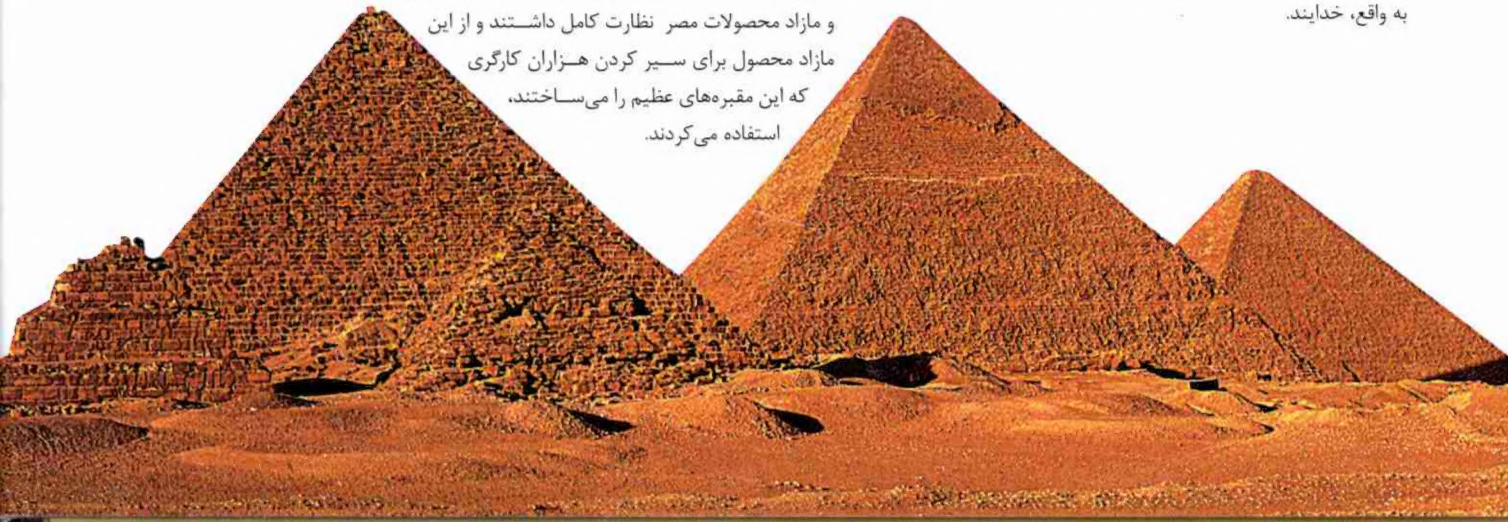 به واقع، خدایند.
و مازاد محصولات مصر نظارت کامل داشتند و از این
مازاد محصول برای سیر کردن هزاران کارگری
که این مقبره‌های عظیم را می‌ساختند،
استفاده می‌کردند.